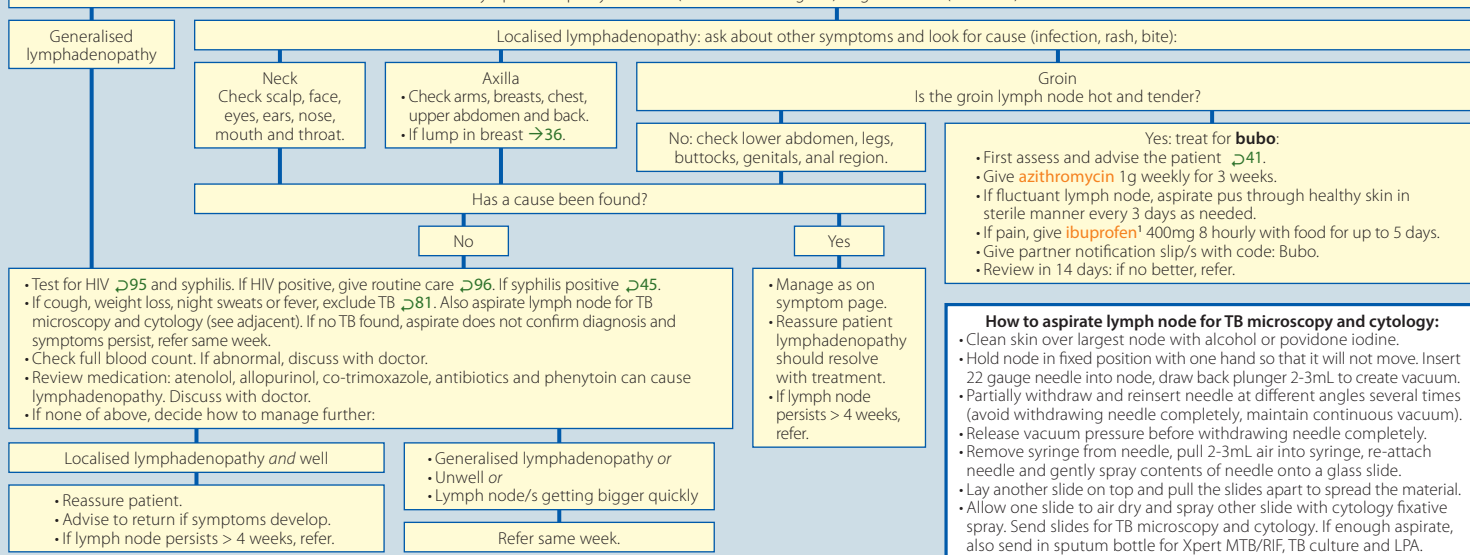 Generalised
lymphadenopathy
Localised lymphadenopathy: ask about other symptoms and look for cause (infection, rash, bite):
Neck
Check scalp, face,
eyes, ears, nose,
mouth and throat.
Axilla
• Check arms, breasts, chest,
upper abdomen and back.
• If lump in breast →36.
Groin
Is the groin lymph node hot and tender?
No: check lower abdomen, legs,
buttocks, genitals, anal region.
Yes: treat for bubo:
• First assess and advise the patient ⮌41.
• Give azithromycin 1g weekly for 3 weeks.
• If fluctuant lymph node, aspirate pus through healthy skin in
sterile manner every 3 days as needed.
• If pain, give ibuprofen¹ 400mg 8 hourly with food for up to 5 days.
• Give partner notification slip/s with code: Bubo.
• Review in 14 days: if no better, refer.
Has a cause been found?
No
Yes
• Test for HIV ⮌95 and syphilis. If HIV positive, give routine care ⮌96. If syphilis positive ⮌45.
• If cough, weight loss, night sweats or fever, exclude TB ⮌81. Also aspirate lymph node for TB
microscopy and cytology (see adjacent). If no TB found, aspirate does not confirm diagnosis and
symptoms persist, refer same week.
• Check full blood count. If abnormal, discuss with doctor.
• Review medication: atenolol, allopurinol, co-trimoxazole, antibiotics and phenytoin can cause
lymphadenopathy. Discuss with doctor.
• If none of above, decide how to manage further:
• Manage as on
symptom page.
• Reassure patient
lymphadenopathy
should resolve
with treatment.
• If lymph node
persists > 4 weeks,
refer.
Localised lymphadenopathy and well
• Reassure patient.
• Advise to return if symptoms develop.
• If lymph node persists > 4 weeks, refer.
• Generalised lymphadenopathy or
• Unwell or
• Lymph node/s getting bigger quickly
Refer same week.
How to aspirate lymph node for TB microscopy and cytology:
• Clean skin over largest node with alcohol or povidone iodine.
• Hold node in fixed position with one hand so that it will not move. Insert
22 gauge needle into node, draw back plunger 2-3mL to create vacuum.
• Partially withdraw and reinsert needle at different angles several times
(avoid withdrawing needle completely, maintain continuous vacuum).
• Release vacuum pressure before withdrawing needle completely.
• Remove syringe from needle, pull 2-3mL air into syringe, re-attach
needle and gently spray contents of needle onto a glass slide.
• Lay another slide on top and pull the slides apart to spread the material.
• Allow one slide to air dry and spray other slide with cytology fixative
spray. Send slides for TB microscopy and cytology. If enough aspirate,
also send in sputum bottle for Xpert MTB/RIF, TB culture and LPA.